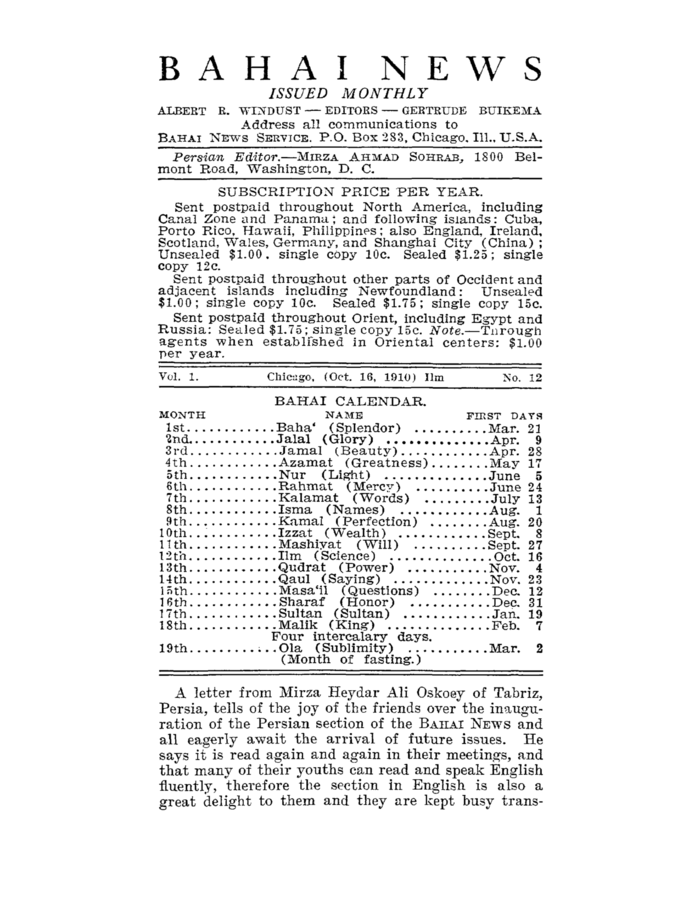 BAHAI NEWS
ISSUED MONTHLY
ALBERT R. WINDUST — EDITORS — GERTRUDE BUIKEMA
Address all communications to
BAHAI NEWS SERVICE. P.O. Box 283, Chicago. Ill., U.S.A.
Persian Editor.—MIRZA AHMAD SOHRAB, 1800 Bel-
mont Road, Washington, D. C.
SUBSCRIPTION PRICE PER YEAR.
Sent postpaid throughout North America, including
Canal Zone and Panama; and following islands: Cuba,
Porto Rico, Hawaii, Philippines; also England, Ireland,
Scotland, Wales, Germany, and Shanghai City (China);
Unsealed $1.00. single copy 10c. Sealed $1.25; single
copy 12c.
Sent postpaid throughout other parts of Occident and
adjacent islands including Newfoundland: Unsealed
$1.00; single copy 10c. Sealed $1.75; single copy 15c.
Sent postpaid throughout Orient, including Egypt and
Russia: Sealed $1.75; single copy 15c. Note.—Through
agents when established in Oriental centers: $1.00
per year.
Vol. 1. Chicago, (Oct. 16, 1910) Ilm No. 12
BAHAI CALENDAR.
MONTH NAME FIRST DAYS
1st............Baha‘ (Splendor) ..........Mar. 21
2nd............Jalal (Glory) ..............Apr. 9
3rd............Jamal (Beauty)............Apr. 28
4th............Azamat (Greatness)........May 17
5th............Nur (Light) ...............June 5
6th............Rahmat (Mercy) ..........June 24
7th............Kalamat (Words) .........July 13
8th............Isma (Names) ............Aug. 1
9th............Kamal (Perfection) ........Aug. 20
10th............Izzat (Wealth) ............Sept. 8
11th............Mashiyat (Will) ..........Sept. 27
12th............Ilm (Science) ..............Oct. 16
13th............Qudrat (Power) ...........Nov. 4
14th............Qaul (Saying) .............Nov. 23
15th............Masa‘il (Questions) ........Dec. 12
16th............Sharaf (Honor) ...........Dec. 31
17th............Sultan (Sultan) ............Jan. 19
18th............Malik (King) ..............Feb. 7
Four intercalary days.
19th............Ola (Sublimity) ...........Mar. 2
(Month of fasting.)
A letter from Mirza Heydar Ali Oskoey of Tabriz,
Persia, tells of the joy of the friends over the inaugu-
ration of the Persian section of the BAHAI NEWS and
all eagerly await the arrival of future issues. He
says it is read again and again in their meetings, and
that many of their youths can read and speak English
fluently, therefore the section in English is also a
great delight to them and they are kept busy trans-